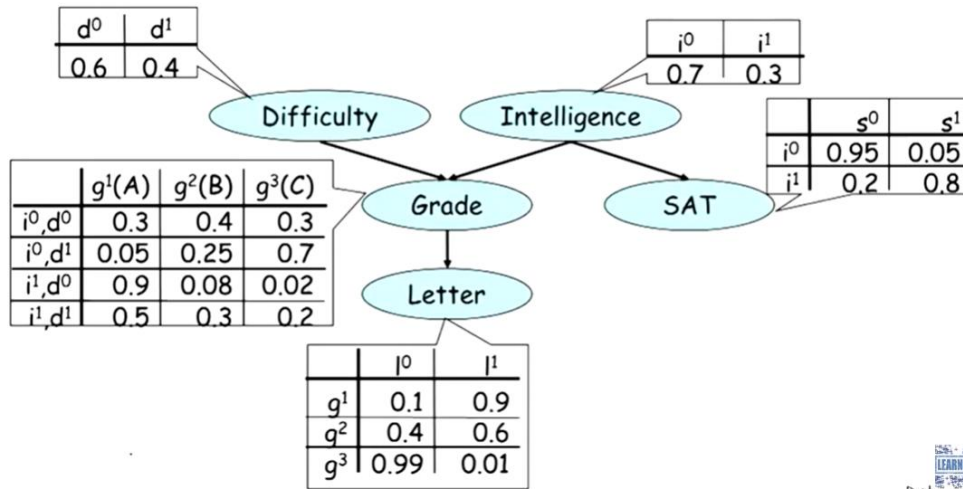 d⁰ d¹
0.6 0.4
i⁰ i¹
0.7 0.3
Difficulty
Intelligence
s⁰ s¹
i⁰ 0.95 0.05
i¹ 0.2 0.8
g¹(A) g²(B) g³(C)
i⁰,d⁰ 0.3 0.4 0.3
i⁰,d¹ 0.05 0.25 0.7
i¹,d⁰ 0.9 0.08 0.02
i¹,d¹ 0.5 0.3 0.2
Grade
SAT
Letter
l⁰ l¹
g¹ 0.1 0.9
g² 0.4 0.6
g³ 0.99 0.01
LEARN